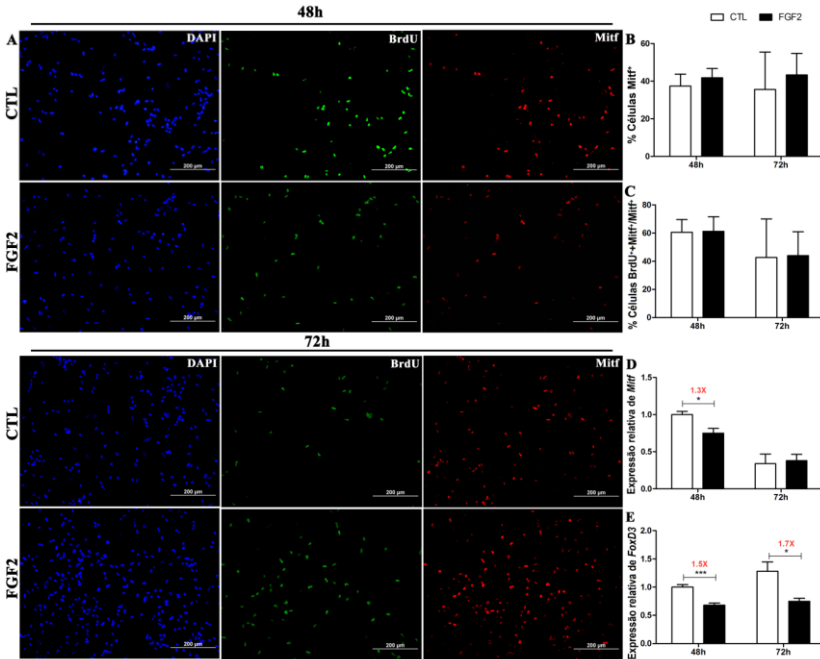 48h
CTL FGF2
A DAPI BrdU Mitf
CTL
200 µm 200 µm 200 µm
FGF2
200 µm 200 µm 200 µm
72h
DAPI BrdU Mitf
CTL
200 µm 200 µm 200 µm
FGF2
200 µm 200 µm 200 µm
B
% Células Mitf⁺
60
40
20
0
48h 72h
C
% Células BrdU⁺+Mitf⁺/Mitf⁺
80
60
40
20
0
48h 72h
D
Expressão relativa de Mitf
1.5
1.0
0.5
0.0
1.3X
*
48h 72h
E
Expressão relativa de FoxD3
2.0
1.5
1.0
0.5
0.0
1.5X
***
1.7X
*
48h 72h